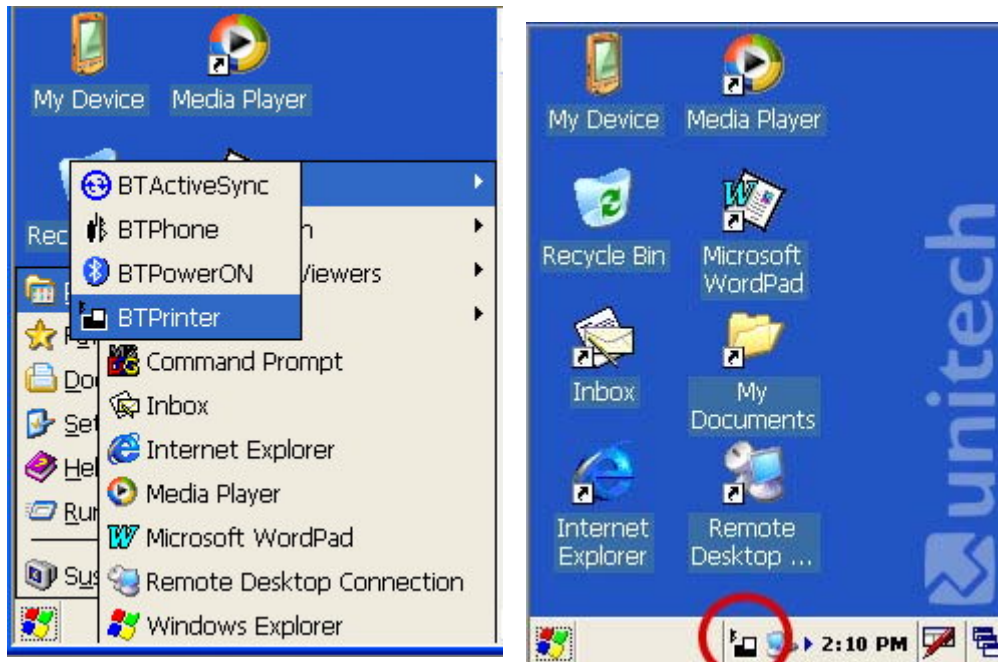 My Device
Media Player
BTActiveSync
BTPhone
BTPowerON
Viewers
BTPrinter
Command Prompt
Inbox
Internet Explorer
Media Player
Microsoft WordPad
Remote Desktop Connection
Windows Explorer
My Device
Media Player
Recycle Bin
Microsoft
WordPad
Inbox
My
Documents
Internet
Explorer
Remote
Desktop ...
unitech
2:10 PM